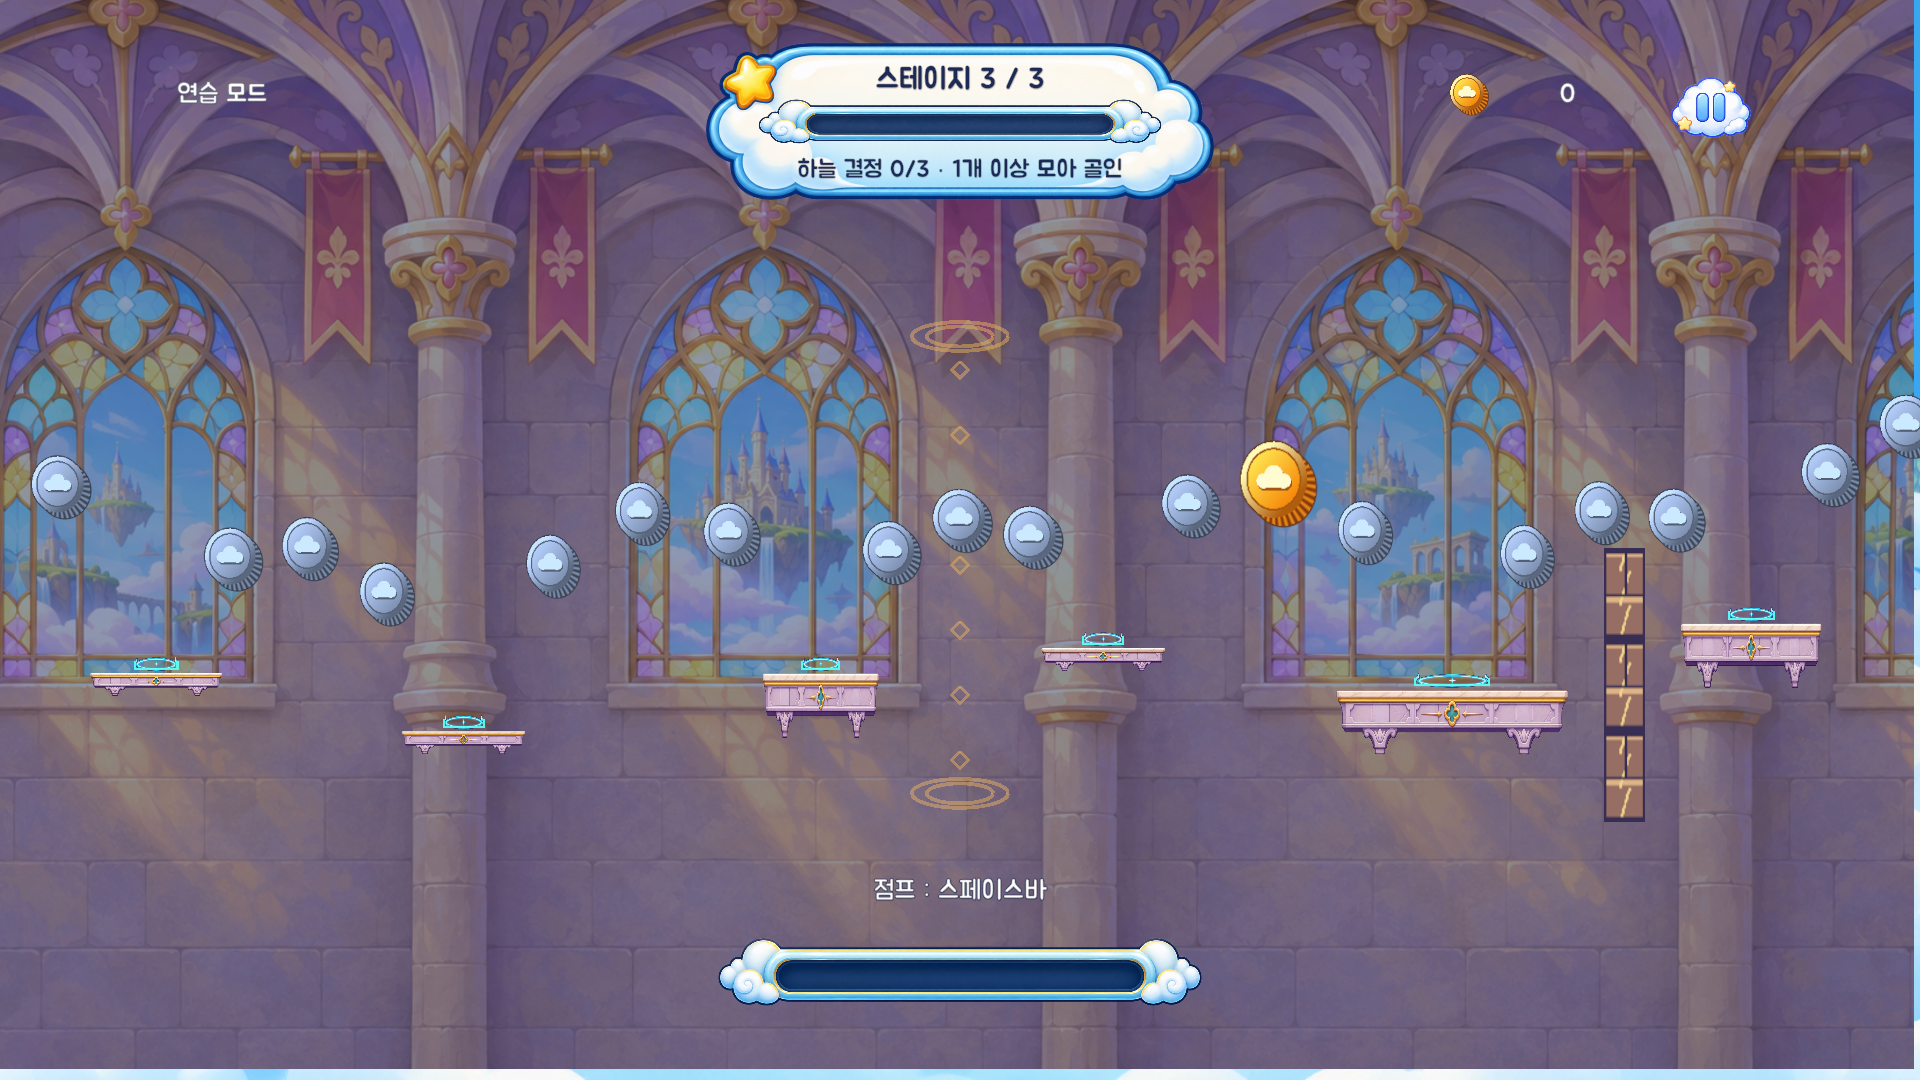 연습 모드
스테이지 3 / 3
0
하늘 결정 0/3 · 1개 이상 모아 골인
점프 : 스페이스바